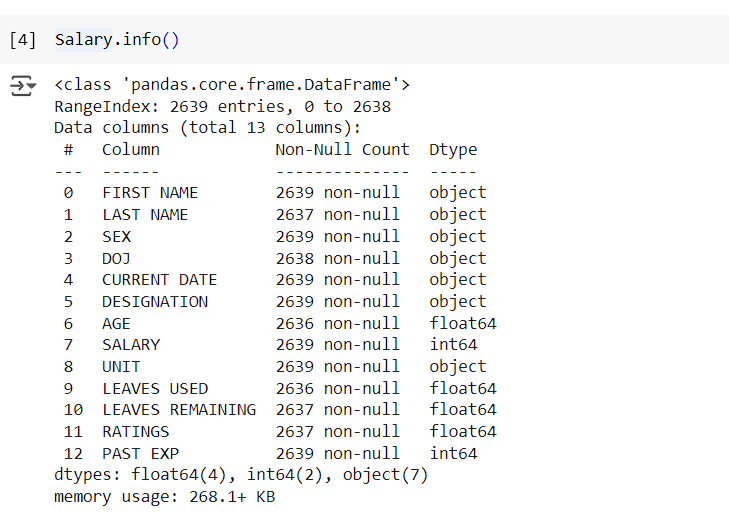 [4] Salary.info()
<class 'pandas.core.frame.DataFrame'>
RangeIndex: 2639 entries, 0 to 2638
Data columns (total 13 columns):
 #   Column            Non-Null Count  Dtype
---  ------            --------------  -----
 0   FIRST NAME        2639 non-null   object
 1   LAST NAME         2637 non-null   object
 2   SEX               2639 non-null   object
 3   DOJ               2638 non-null   object
 4   CURRENT DATE      2639 non-null   object
 5   DESIGNATION       2639 non-null   object
 6   AGE               2636 non-null   float64
 7   SALARY            2639 non-null   int64
 8   UNIT              2639 non-null   object
 9   LEAVES USED       2636 non-null   float64
 10  LEAVES REMAINING  2637 non-null   float64
 11  RATINGS           2637 non-null   float64
 12  PAST EXP          2639 non-null   int64
dtypes: float64(4), int64(2), object(7)
memory usage: 268.1+ KB